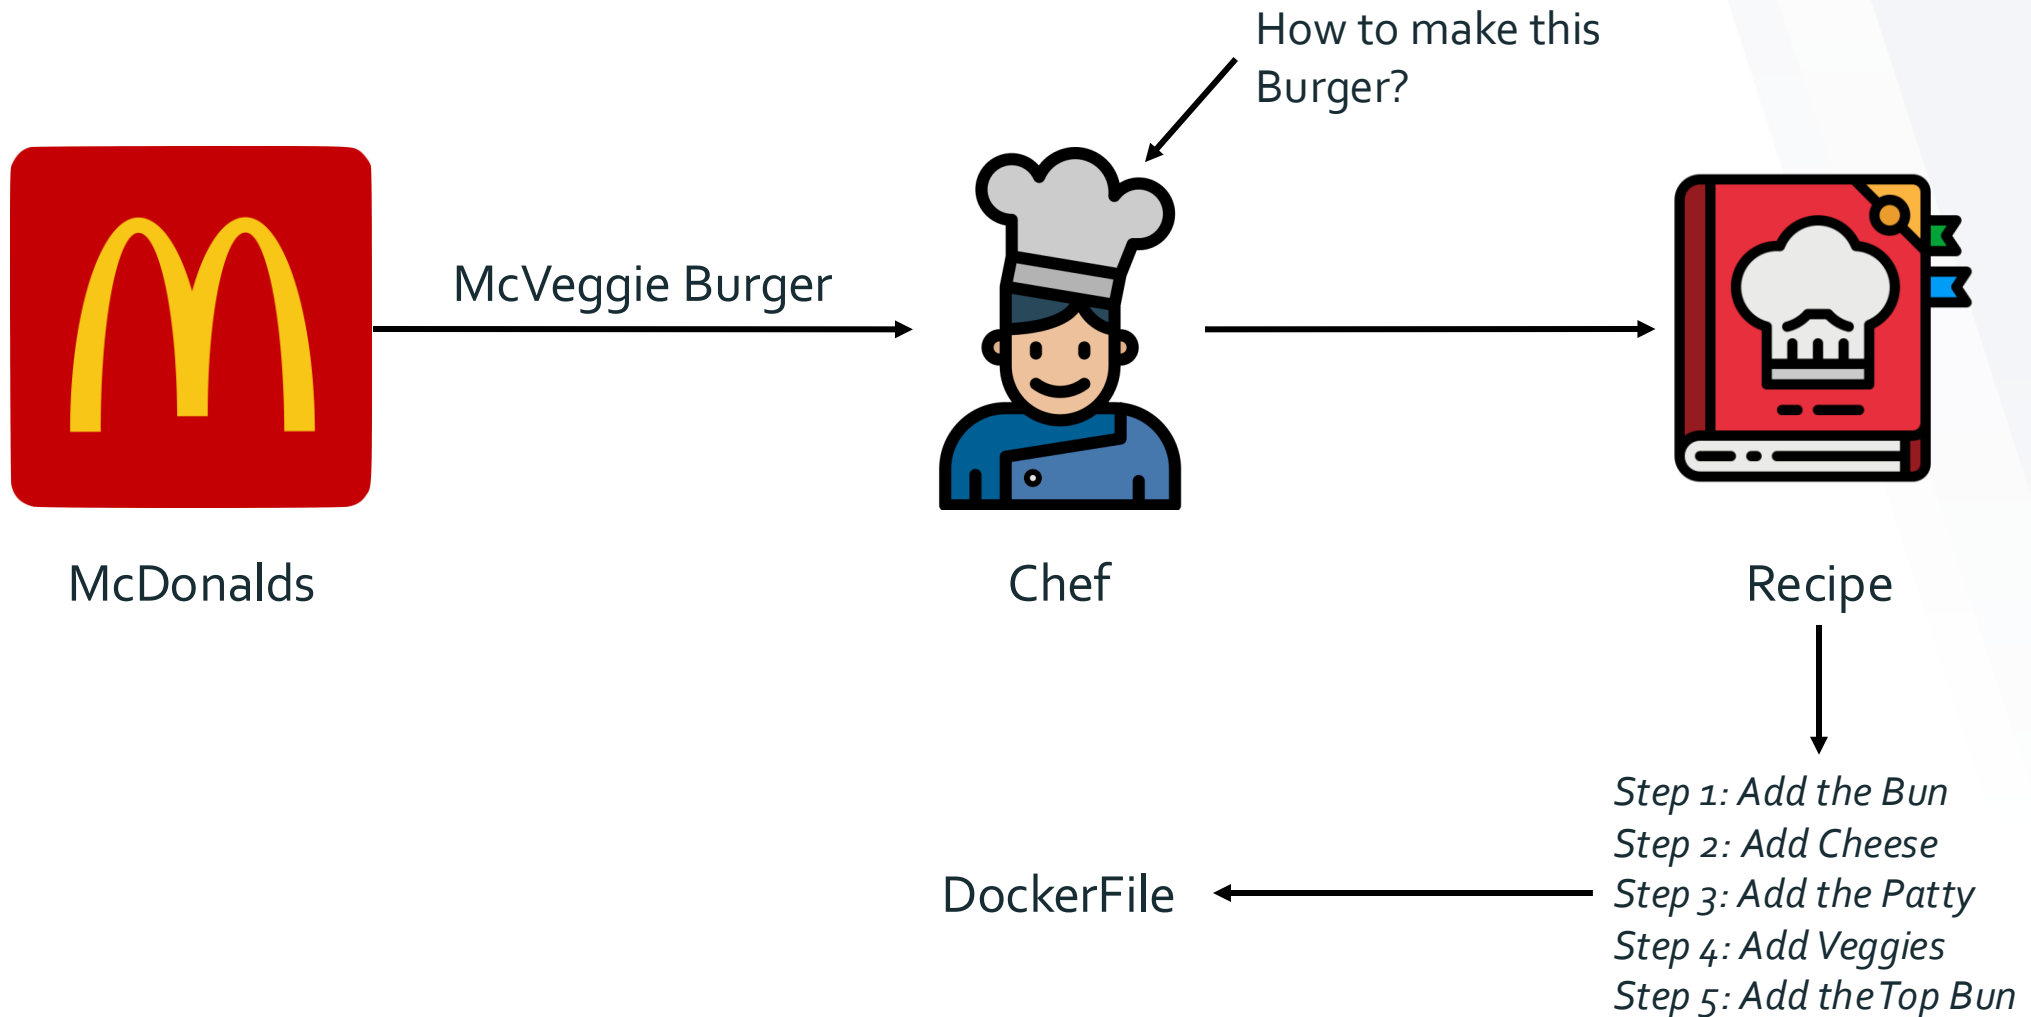 How to make this
Burger?
McVeggie Burger
McDonalds
Chef
Recipe
Step 1: Add the Bun
Step 2: Add Cheese
Step 3: Add the Patty
Step 4: Add Veggies
Step 5: Add the Top Bun
DockerFile